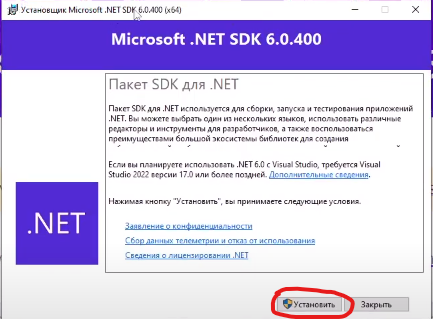 Установщик Microsoft .NET SDK 6.0.400 (x64)
Microsoft .NET SDK 6.0.400
Пакет SDK для .NET
Пакет SDK для .NET используется для сборки, запуска и тестирования приложений
.NET. Вы можете выбрать один из нескольких языков, использовать различные
редакторы и инструменты для разработчиков, а также воспользоваться
преимуществами большой экосистемы библиотек для создания
Если вы планируете использовать .NET 6.0 с Visual Studio, требуется Visual
Studio 2022 версии 17.0 или более поздней. Дополнительные сведения.
Нажимая кнопку "Установить", вы принимаете следующие условия.
.NET
Заявление о конфиденциальности
Сбор данных телеметрии и отказ от использования
Сведения о лицензировании .NET
Установить
Закрыть